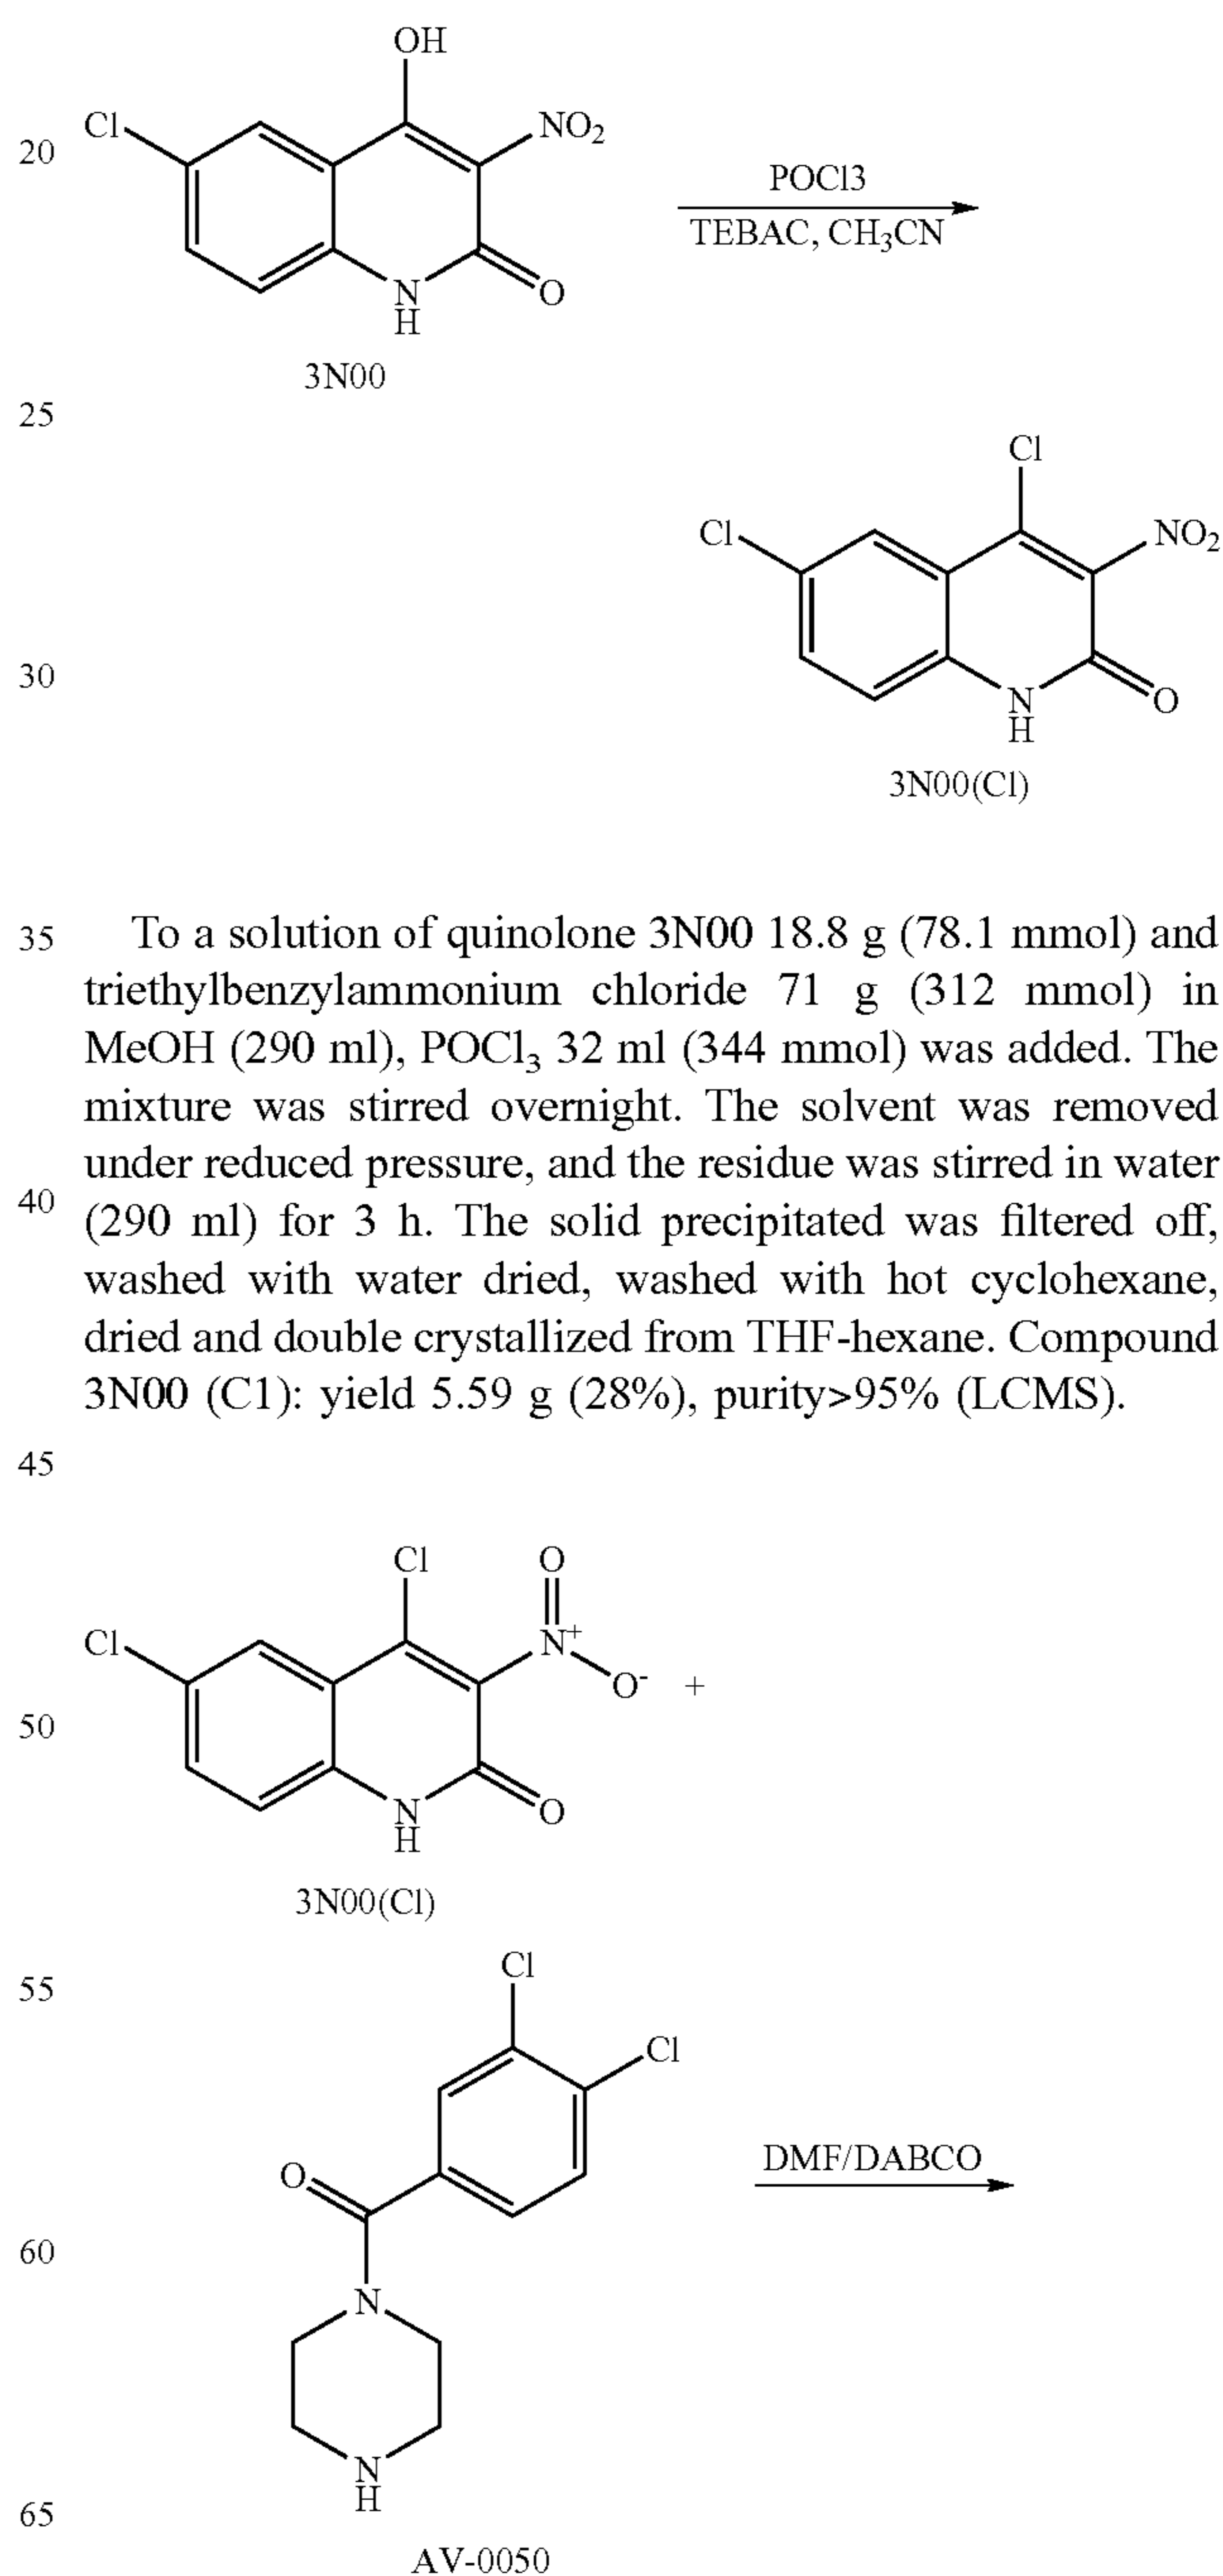 OH
Cl
NO2
20
POCl3
TEBAC, CH3CN
N
H
O
3N00
25
Cl
Cl
NO2
30
N
H
O
3N00(Cl)
35 To a solution of quinolone 3N00 18.8 g (78.1 mmol) and
triethylbenzylammonium chloride 71 g (312 mmol) in
MeOH (290 ml), POCl3 32 ml (344 mmol) was added. The
mixture was stirred overnight. The solvent was removed
under reduced pressure, and the residue was stirred in water
40 (290 ml) for 3 h. The solid precipitated was filtered off,
washed with water dried, washed with hot cyclohexane,
dried and double crystallized from THF-hexane. Compound
3N00 (C1): yield 5.59 g (28%), purity>95% (LCMS).
45
Cl
O
Cl
N+
O- +
50
N
H
O
3N00(Cl)
55
Cl
Cl
O
DMF/DABCO
60
N
N
H
65
AV-0050